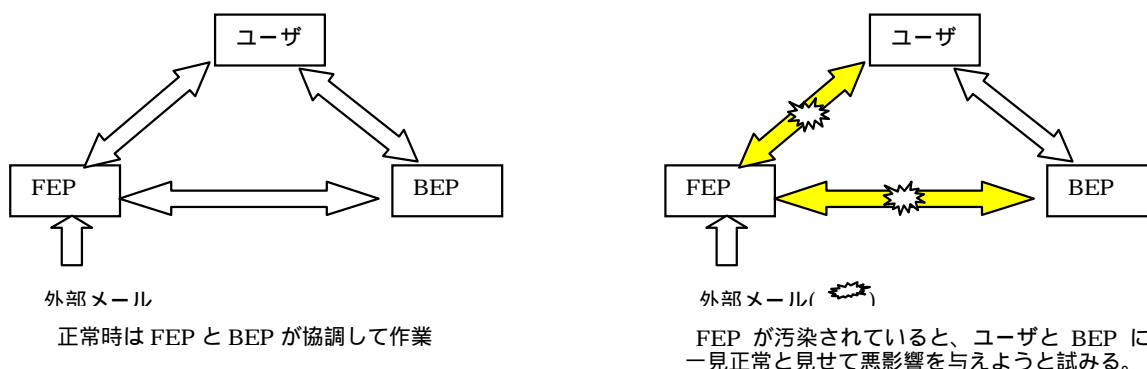 ユーザ
FEP
BEP
外部メール
正常時は FEP と BEP が協調して作業
ユーザ
FEP
BEP
外部メール( )
FEP が汚染されていると、ユーザと BEP に
一見正常と見せて悪影響を与えようと試みる。